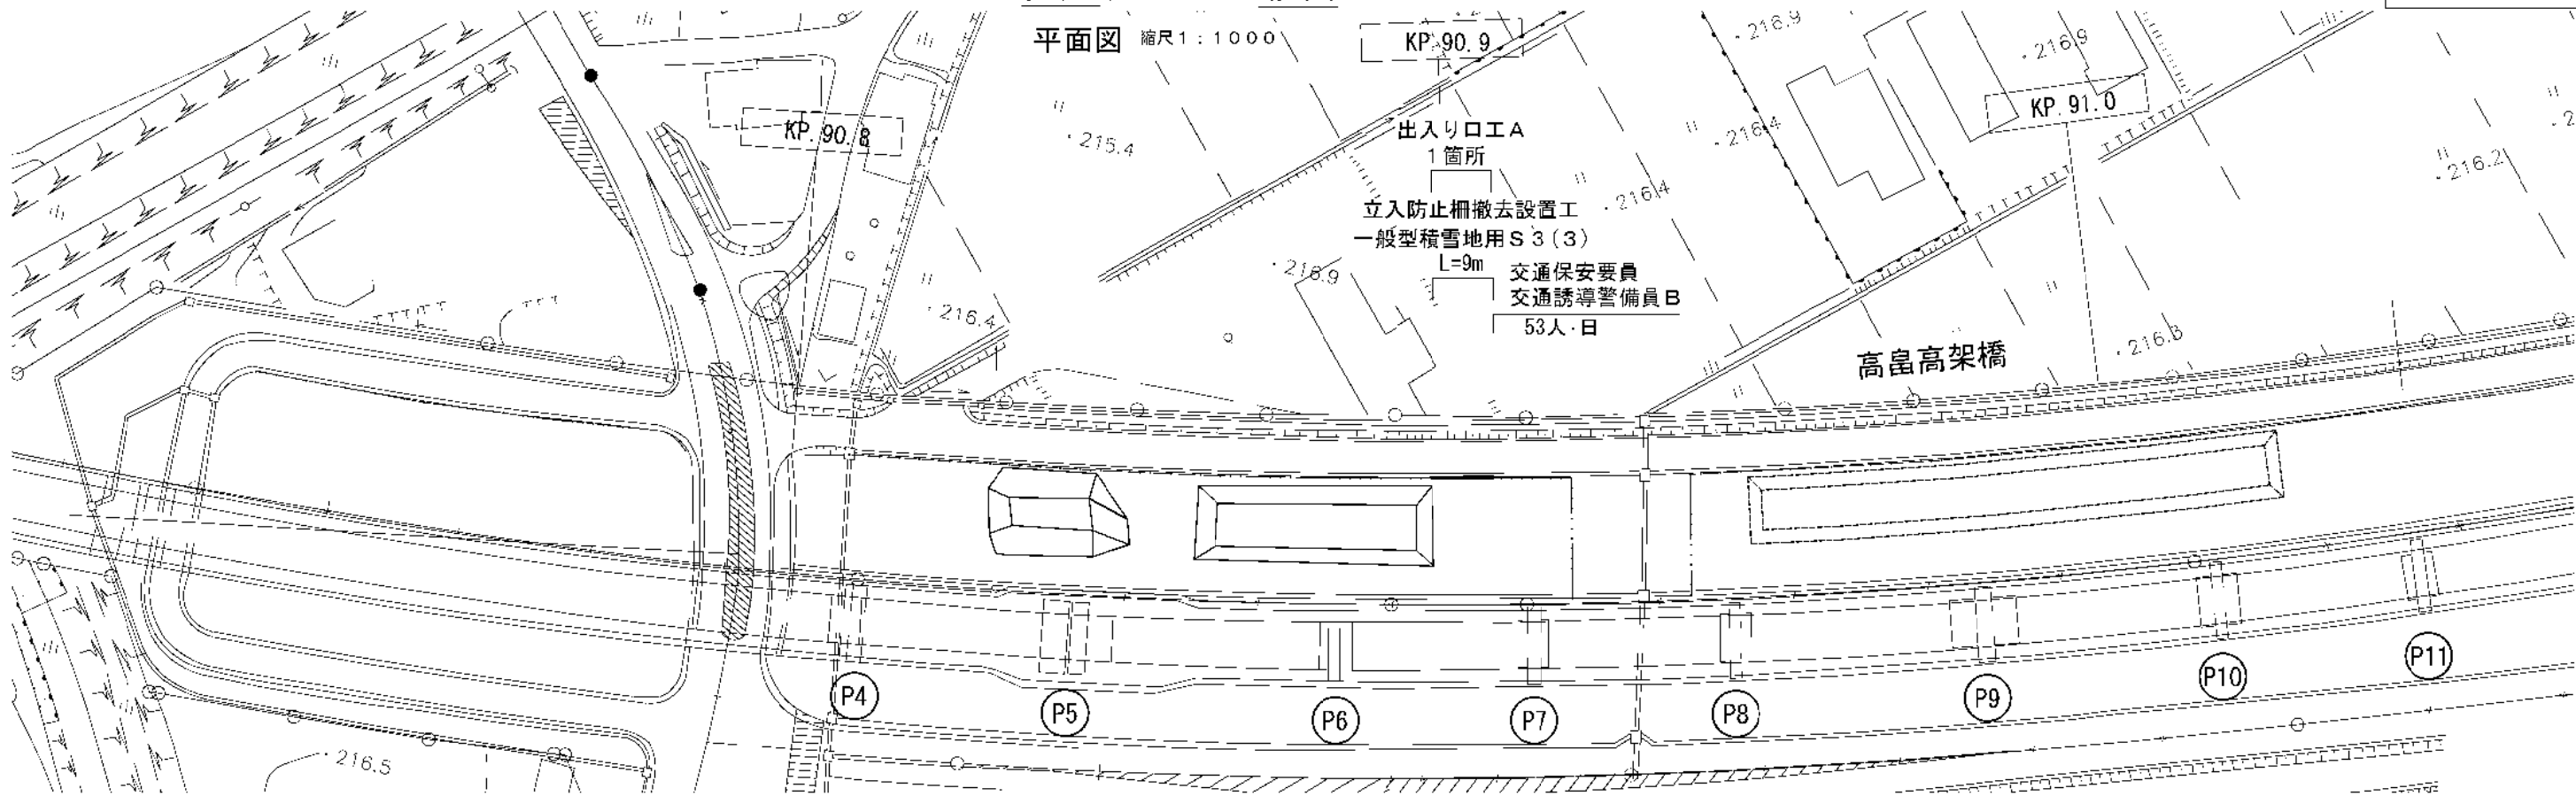 平面図 縮尺1:1000
KP.90.9
・216.9
・216.9
KP.91.0
KP.90.8
・215.4
出入り口工A
1箇所
・216.4
・216.2
立入防止柵撤去設置工
一般型積雪地用S3(3)
L=9m
・216.4
・216.9
交通保安要員
交通誘導警備員B
53人・日
・216.4
高畠高架橋
P4
P5
P6
P7
P8
P9
P10
P11
・216.5